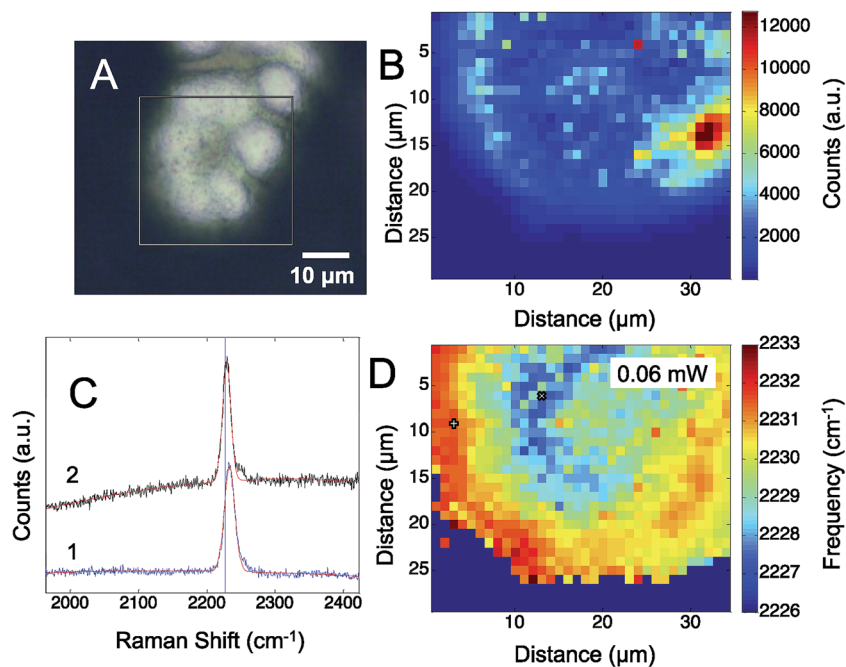 A
10 µm
B
Distance (µm)
5
10
15
20
25
10
20
30
Distance (µm)
12000
10000
8000
6000
4000
2000
Counts (a.u.)
C
Counts (a.u.)
2
1
2000
2100
2200
2300
2400
Raman Shift (cm⁻¹)
D
0.06 mW
Distance (µm)
5
10
15
20
25
10
20
30
Distance (µm)
2233
2232
2231
2230
2229
2228
2227
2226
Frequency (cm⁻¹)